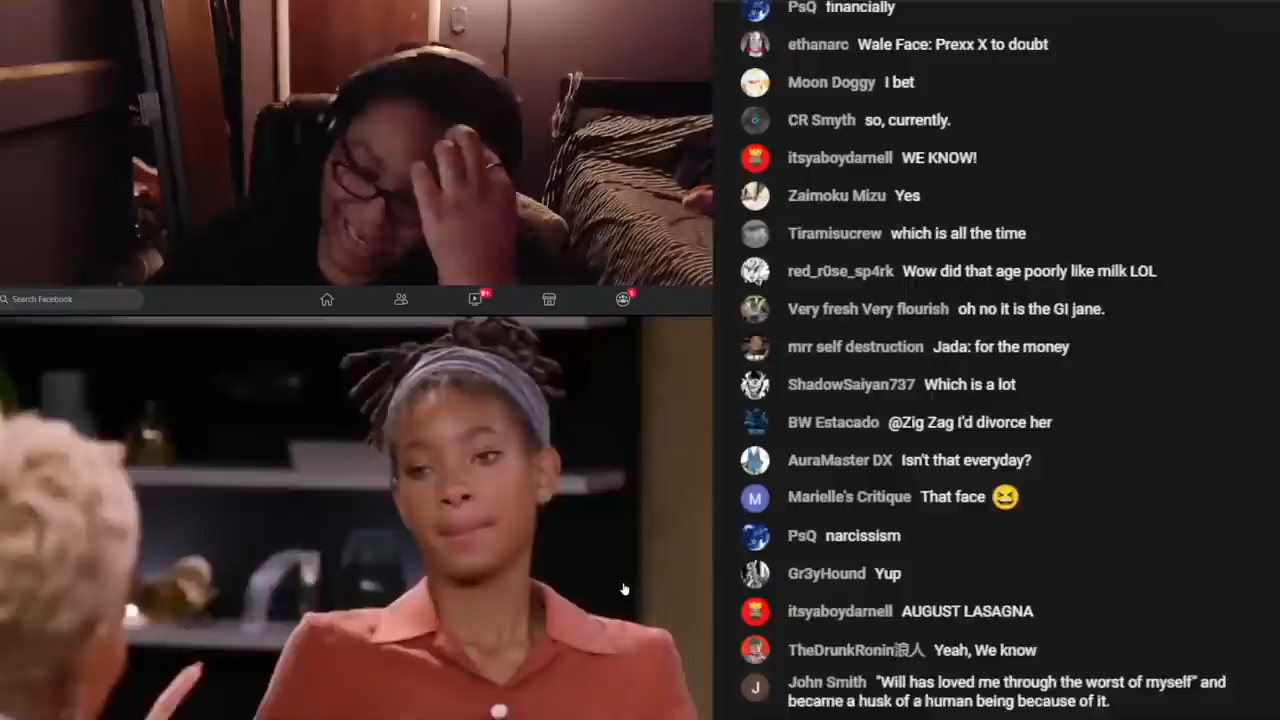 PsQ financially
ethanarc Wale Face: Prexx X to doubt
Moon Doggy I bet
CR Smyth so, currently.
itsyaboydarnell WE KNOW!
Zaimoku Mizu Yes
Tiramisucrew which is all the time
red_r0se_sp4rk Wow did that age poorly like milk LOL
Search Facebook
9+
1
Very fresh Very flourish oh no it is the GI jane.
mrr self destruction Jada: for the money
ShadowSaiyan737 Which is a lot
BW Estacado @Zig Zag I'd divorce her
AuraMaster DX Isn't that everyday?
M
Marielle's Critique That face 😆
PsQ narcissism
Gr3yHound Yup
itsyaboydarnell AUGUST LASAGNA
TheDrunkRonin浪人 Yeah, We know
J
John Smith "Will has loved me through the worst of myself" and
became a husk of a human being because of it.